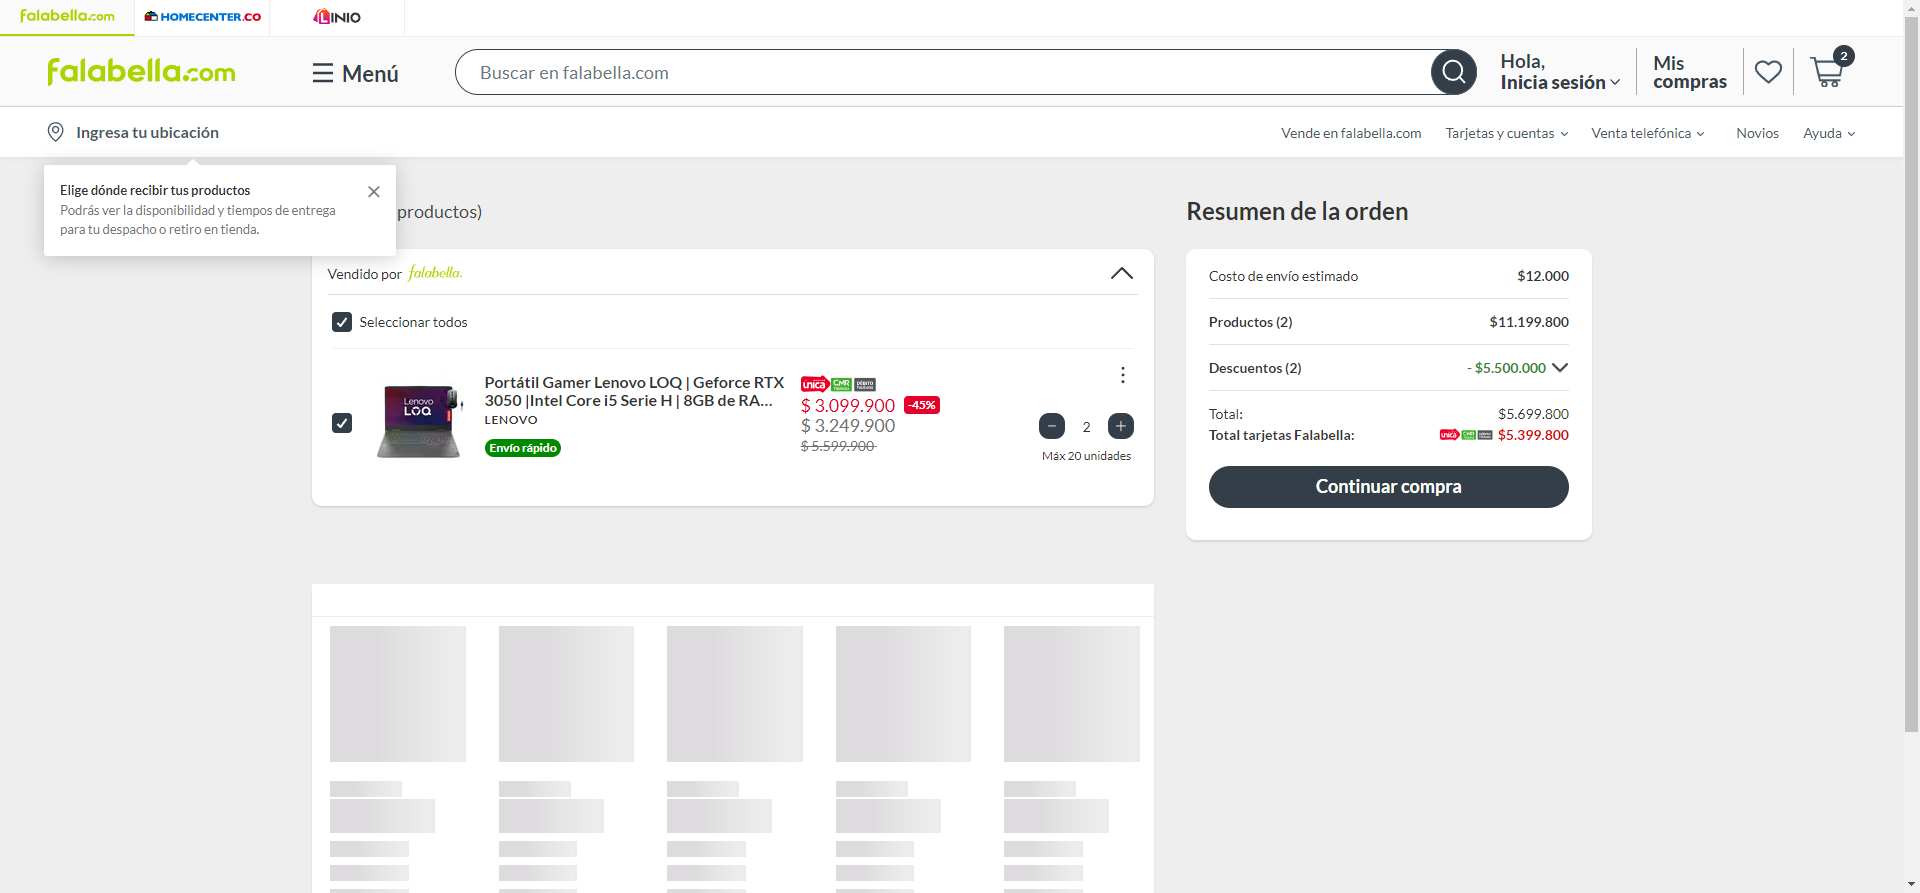 falabella.com
HOMECENTER.CO
LINIO
falabella.com
Menú
Buscar en falabella.com
Hola,
Inicia sesión
Mis
compras
2
Ingresa tu ubicación
Vende en falabella.com
Tarjetas y cuentas
Venta telefónica
Novios
Ayuda
Elige dónde recibir tus productos
Podrás ver la disponibilidad y tiempos de entrega
para tu despacho o retiro en tienda.
productos)
Resumen de la orden
Vendido por falabella.
Seleccionar todos
Portátil Gamer Lenovo LOQ | Geforce RTX
3050 |Intel Core i5 Serie H | 8GB de RA...
LENOVO
Envío rápido
Lenovo
LOQ
única CMR DÉBITO
$ 3.099.900 -45%
$ 3.249.900
$ 5.599.900
2
Máx 20 unidades
Costo de envío estimado $12.000
Productos (2) $11.199.800
Descuentos (2) - $5.500.000
Total: $5.699.800
Total tarjetas Falabella: única CMR $5.399.800
Continuar compra